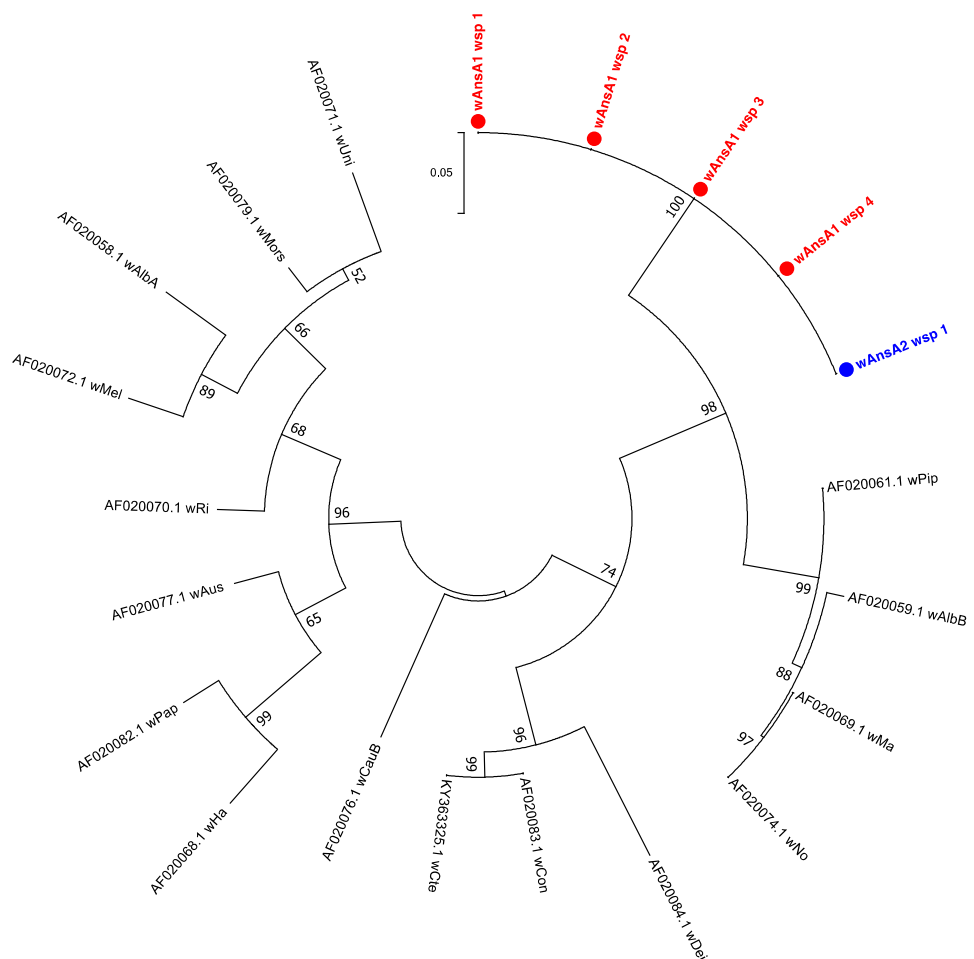 wAnsA1 wsp 1
wAnsA1 wsp 2
wAnsA1 wsp 3
wAnsA1 wsp 4
wAnsA2 wsp 1
AF020061.1 wPip
AF020059.1 wAlbB
AF020069.1 wMa
AF020074.1 wNo
AF020084.1 wDei
AF020083.1 wCon
KY363325.1 wCte
AF020076.1 wCauB
AF020068.1 wHa
AF020082.1 wPap
AF020077.1 wAus
AF020070.1 wRi
AF020072.1 wMel
AF020058.1 wAlbA
AF020079.1 wMors
AF020071.1 wUni
0.05
100
98
99
88
97
74
96
99
96
68
66
52
89
65
99